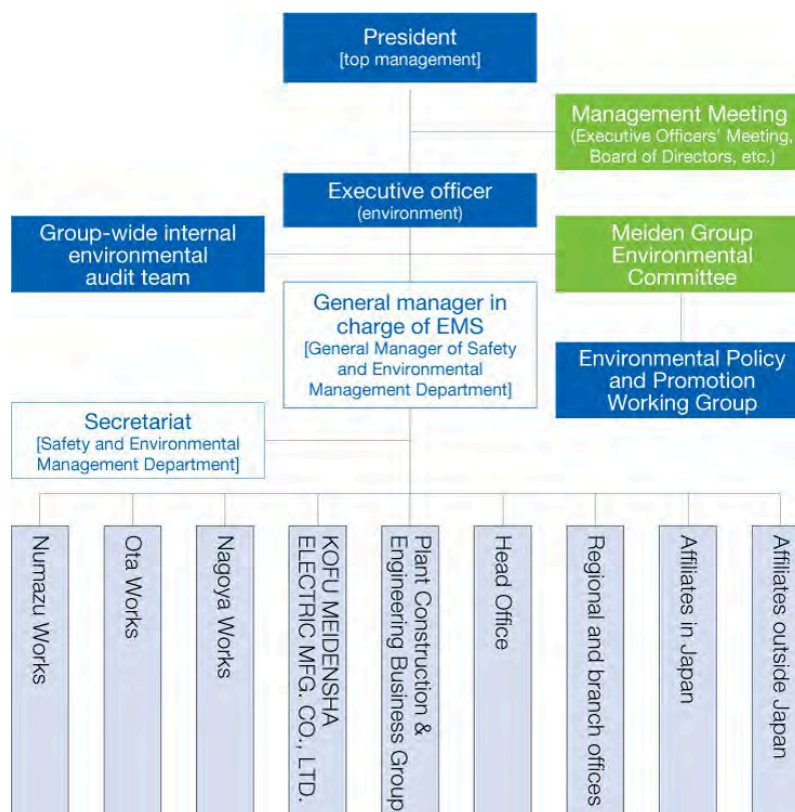 President
[top management]
Management Meeting
(Executive Officers' Meeting,
Board of Directors, etc.)
Executive officer
(environment)
Group-wide internal
environmental
audit team
Meiden Group
Environmental
Committee
General manager in
charge of EMS
[General Manager of Safety
and Environmental
Management Department]
Environmental Policy
and Promotion
Working Group
Secretariat
[Safety and Environmental
Management Department]
Numazu Works
Ota Works
Nagoya Works
KOFU MEIDENSHA
ELECTRIC MFG. CO., LTD.
Plant Construction &
Engineering Business Group
Head Office
Regional and branch offices
Affiliates in Japan
Affiliates outside Japan